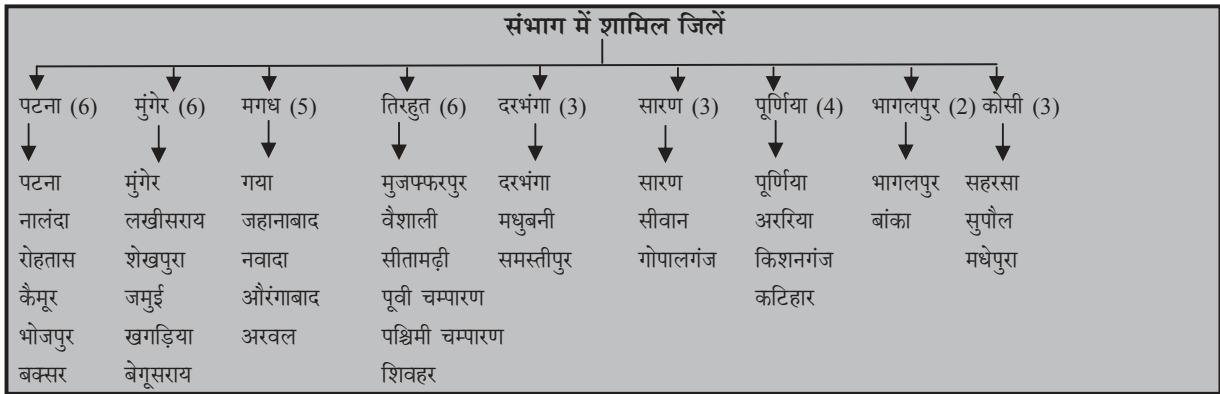 संभाग में शामिल जिलें
पटना (6) मुंगेर (6) मगध (5) तिरहुत (6) दरभंगा (3) सारण (3) पूर्णिया (4) भागलपुर (2) कोसी (3)
पटना मुंगेर गया मुजफ्फरपुर दरभंगा सारण पूर्णिया भागलपुर सहरसा
नालंदा लखीसराय जहानाबाद वैशाली मधुबनी सीवान अररिया बांका सुपौल
रोहतास शेखपुरा नवादा सीतामढ़ी समस्तीपुर गोपालगंज किशनगंज मधेपुरा
कैमूर जमुई औरंगाबाद पूवी चम्पारण कटिहार
भोजपुर खगड़िया अरवल पश्चिमी चम्पारण
बक्सर बेगूसराय शिवहर